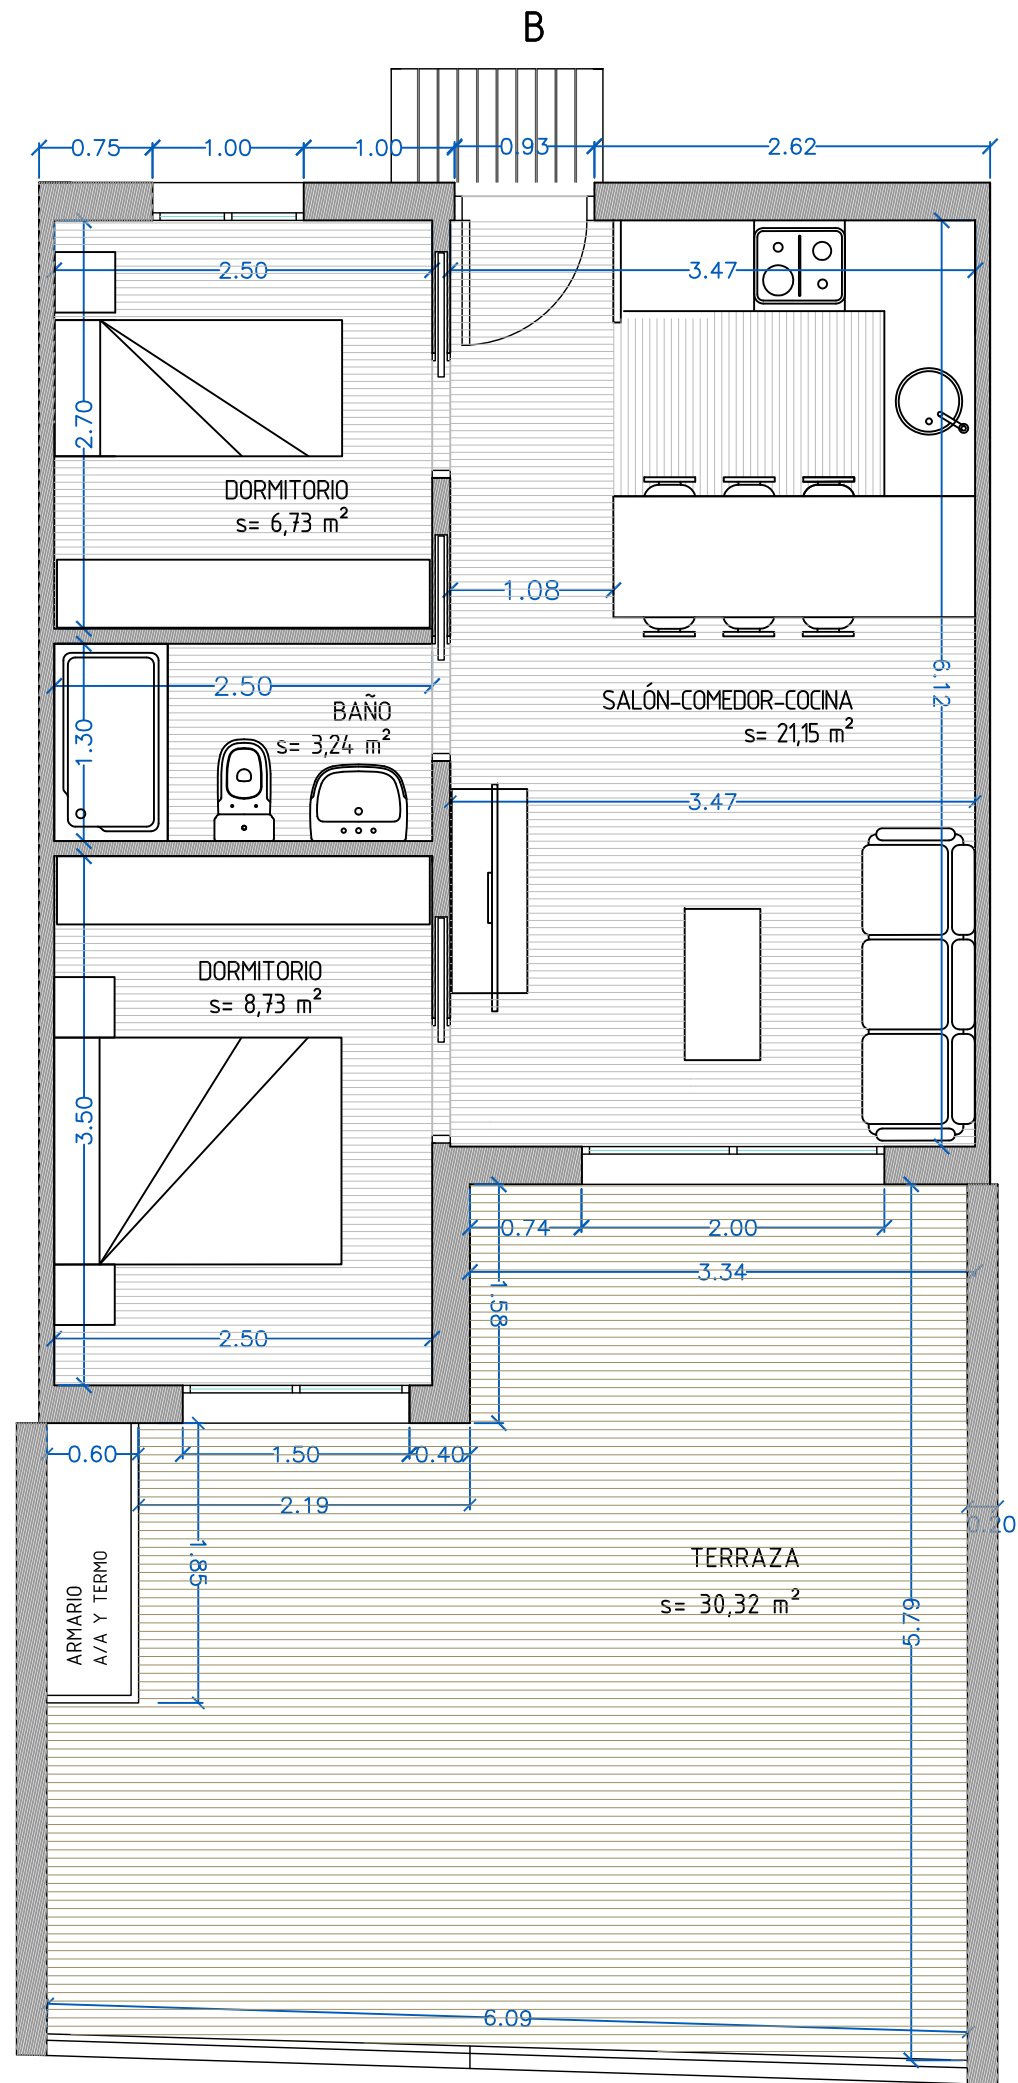 B
0.75
1.00
1.00
0.93
2.62
2.50
3.47
2.70
DORMITORIO
s= 6,73 m²
1.08
6.12
2.50
BAÑO
s= 3,24 m²
1.30
SALÓN-COMEDOR-COCINA
s= 21,15 m²
3.47
DORMITORIO
s= 8,73 m²
3.50
0.74
2.00
3.34
1.58
2.50
0.60
1.50
0.40
2.19
0.20
1.85
ARMARIO
A/A Y TERMO
TERRAZA
s= 30,32 m²
5.79
6.09